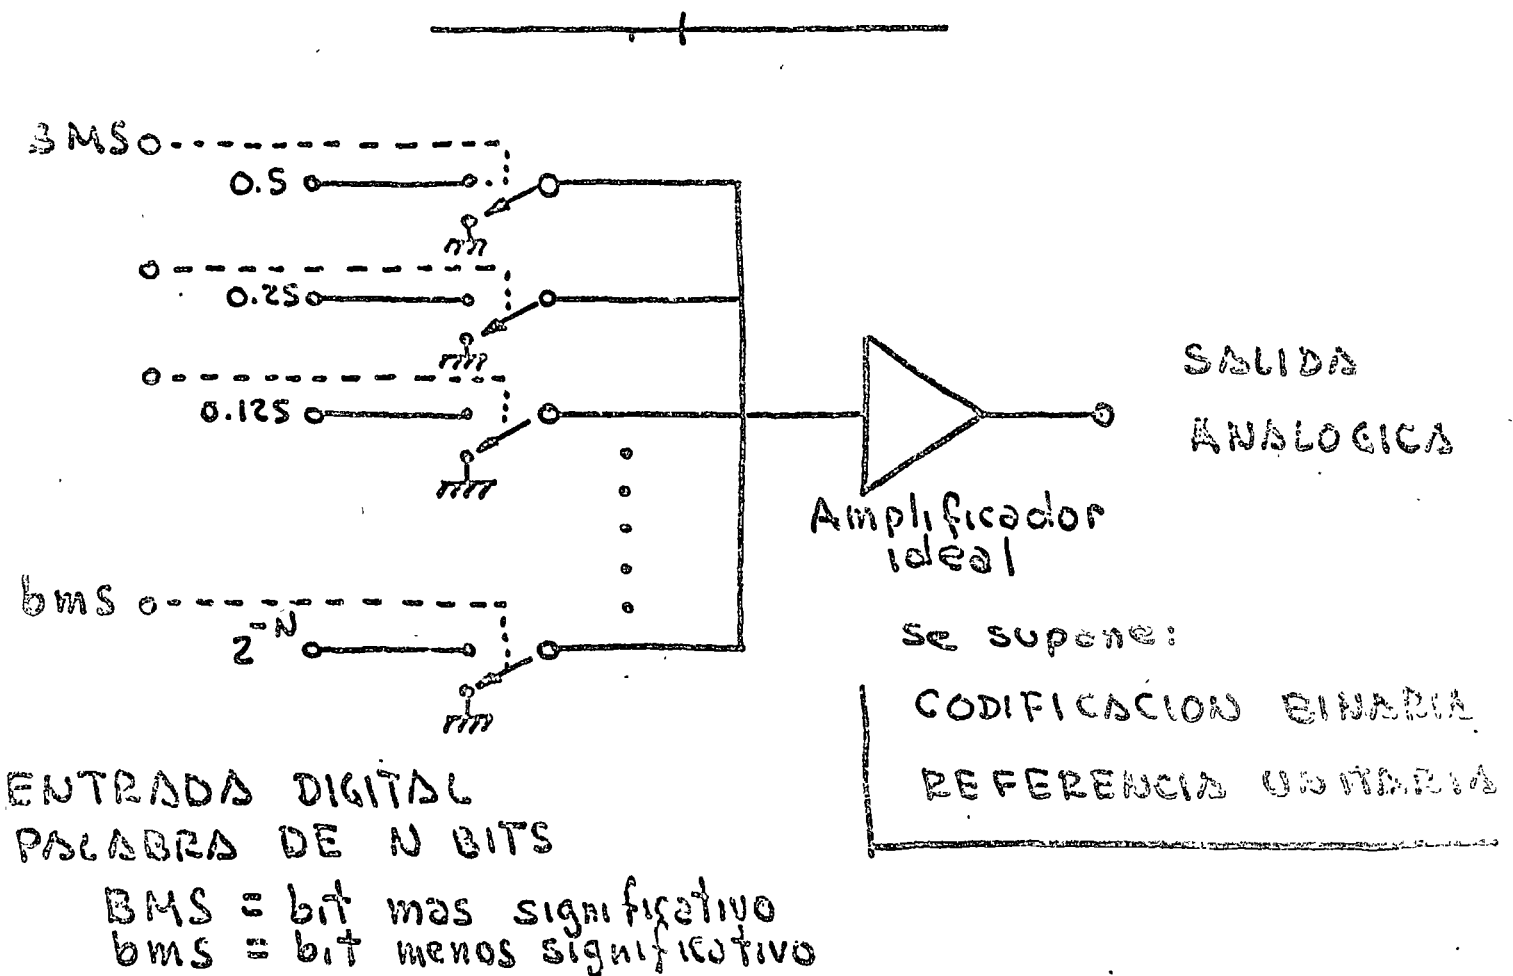 BMS
0.5
0.25
0.125
SALIDA
ANALOGICA
Amplificador
ideal
bms
2^-N
se supone:
CODIFICACION BINARIA
REFERENCIA UNITARIA
ENTRADA DIGITAL
PALABRA DE N BITS
BMS = bit mas significativo
bms = bit menos significativo